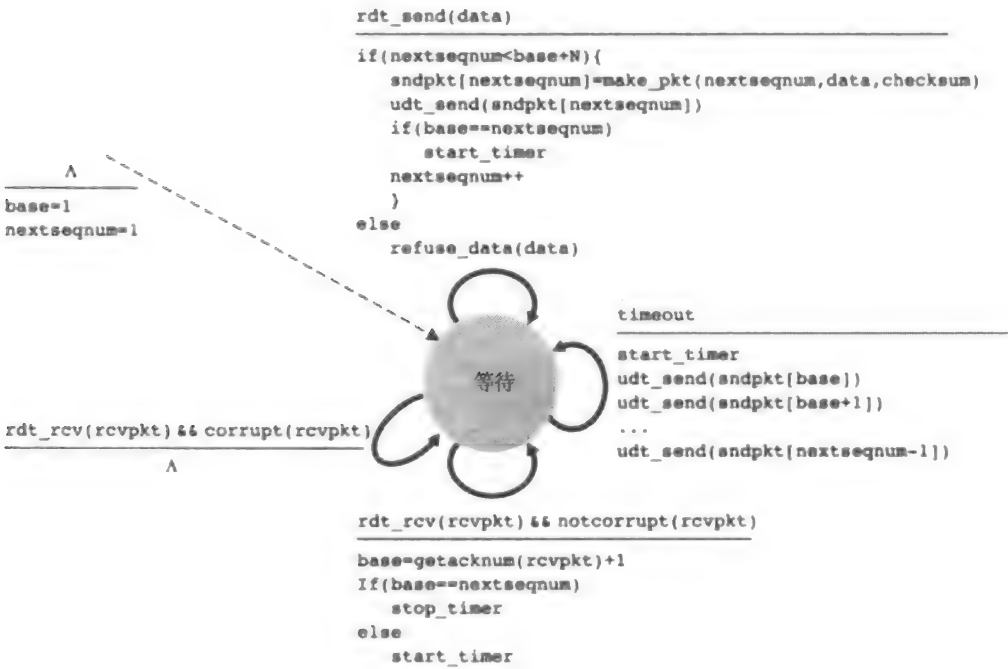 rdt_send(data)
if(nextseqnum<base+N){
sndpkt[nextseqnum]=make_pkt(nextseqnum,data,checksum)
udt_send(sndpkt[nextseqnum])
if(base==nextseqnum)
start_timer
nextseqnum++
}
else
refuse_data(data)
Λ
base=1
nextseqnum=1
timeout
start_timer
udt_send(sndpkt[base])
udt_send(sndpkt[base+1])
...
udt_send(sndpkt[nextseqnum-1])
等待
rdt_rcv(rcvpkt) && corrupt(rcvpkt)
Λ
rdt_rcv(rcvpkt) && notcorrupt(rcvpkt)
base=getacknum(rcvpkt)+1
If(base==nextseqnum)
stop_timer
else
start_timer